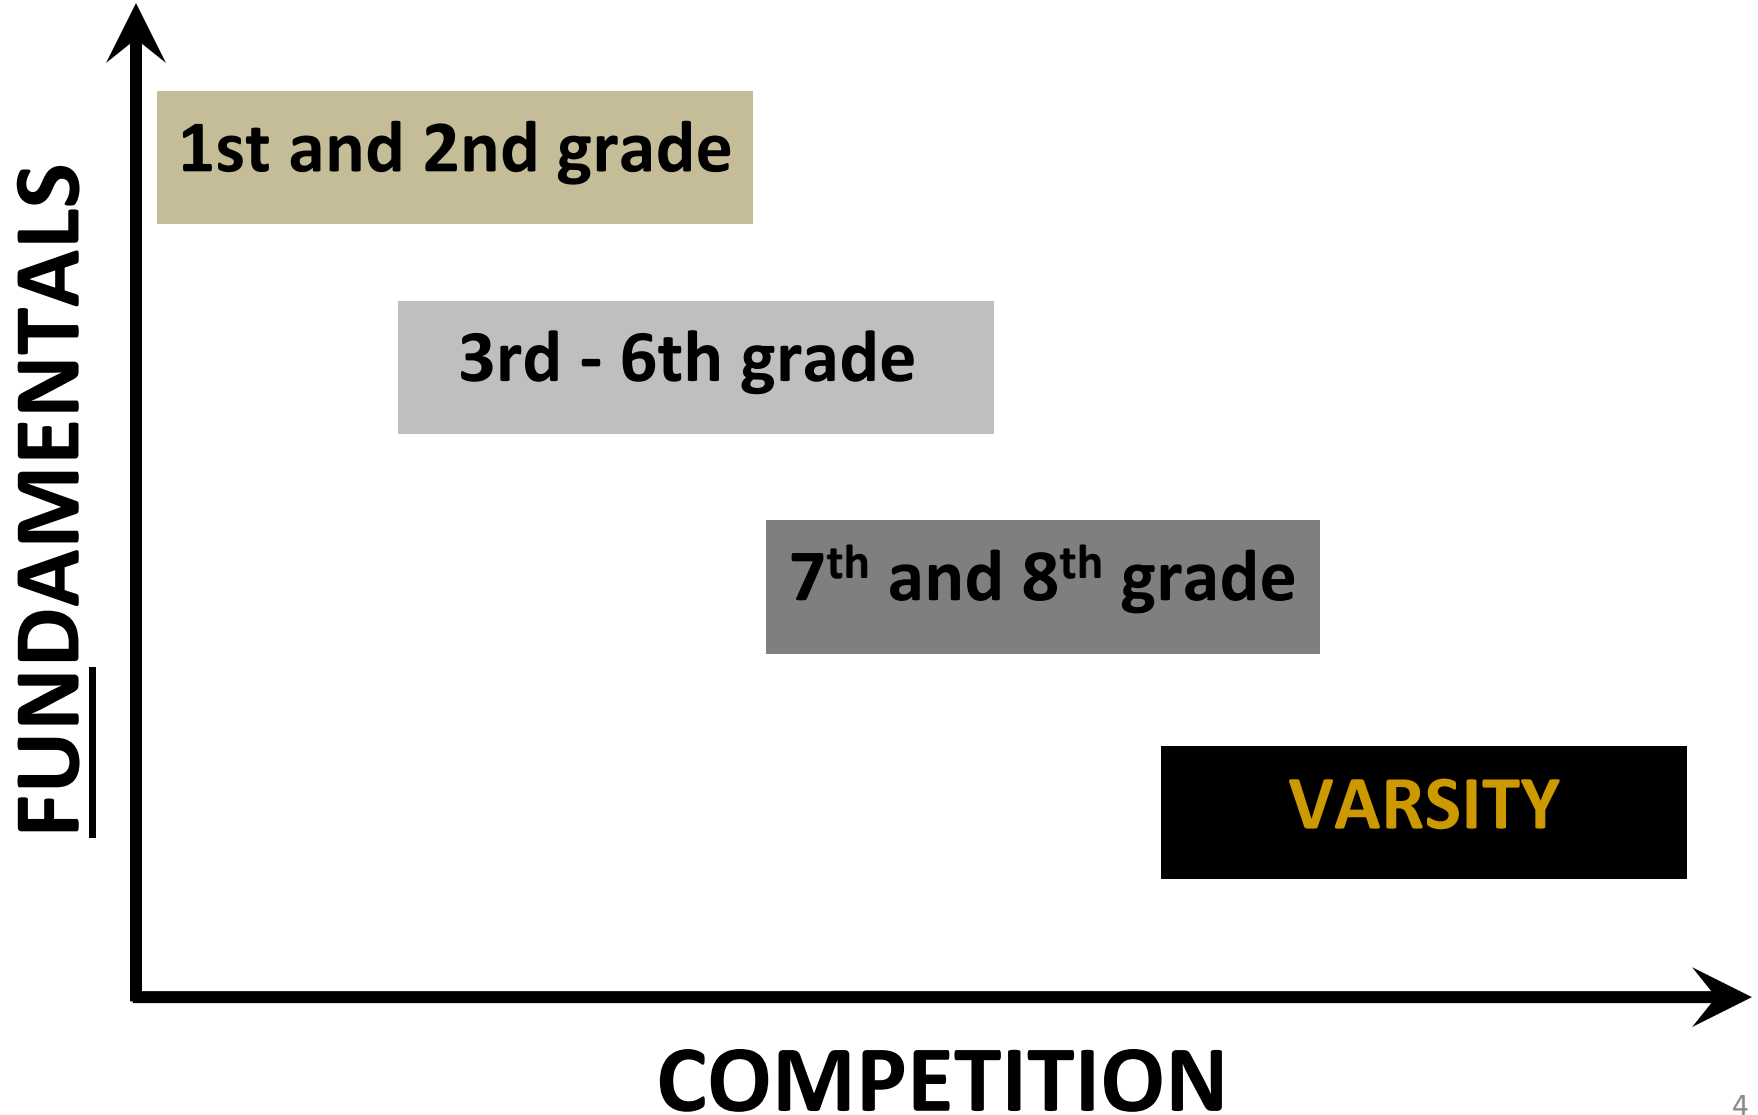 FUNDAMENTALS
1st and 2nd grade
3rd - 6th grade
7th and 8th grade
VARSITY
COMPETITION
4